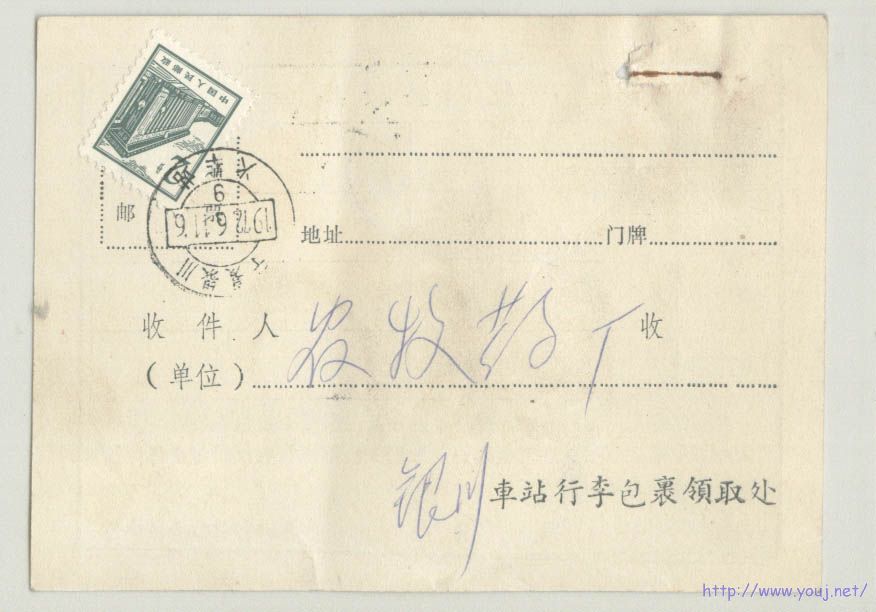 中国人民邮政
邮
地址 门牌
收件人 农牧 厂 收
(单位)
银川 車站行李包裹領取处
http://www.youj.net/